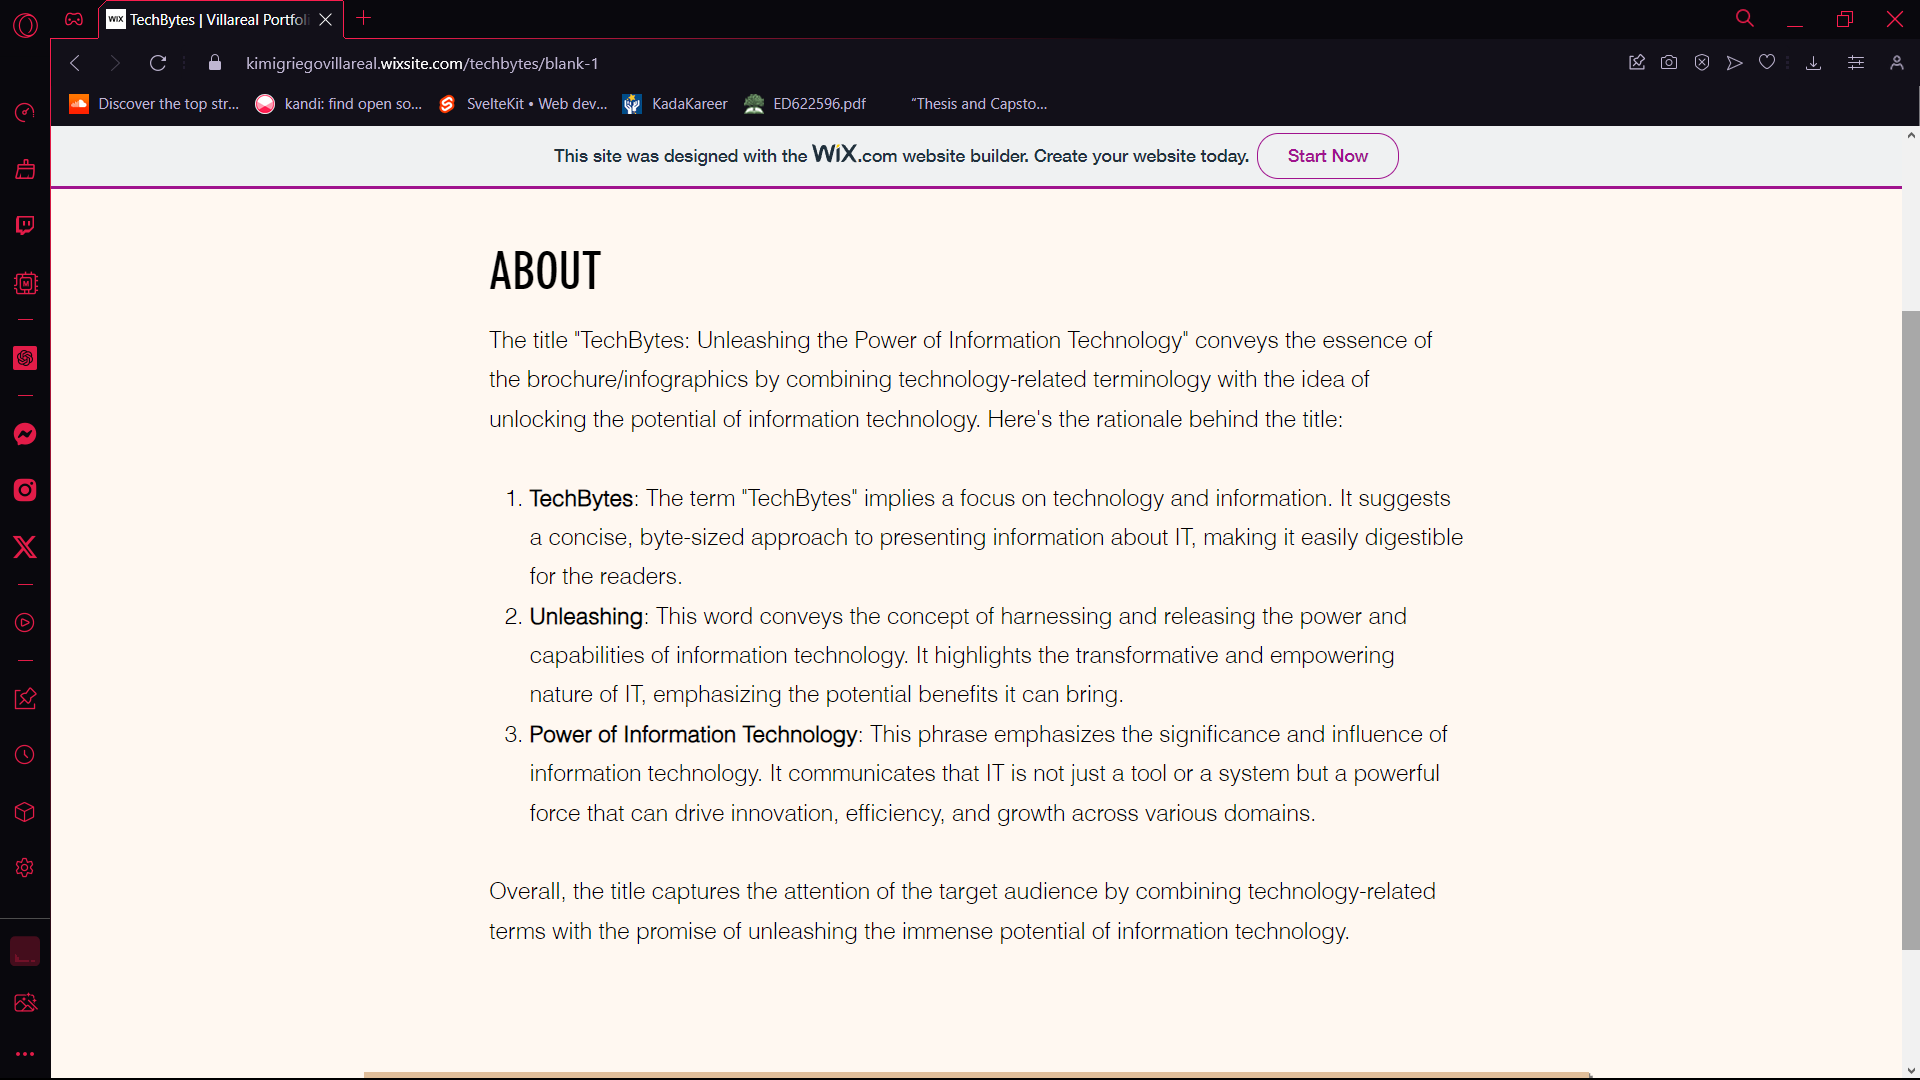 WiX TechBytes | Villareal Portfoli
kimigriegovillareal.wixsite.com/techbytes/blank-1
Discover the top str... kandi: find open so... SvelteKit • Web dev... KadaKareer ED622596.pdf "Thesis and Capsto...
This site was designed with the WiX.com website builder. Create your website today. Start Now
ABOUT
The title "TechBytes: Unleashing the Power of Information Technology" conveys the essence of
the brochure/infographics by combining technology-related terminology with the idea of
unlocking the potential of information technology. Here's the rationale behind the title:
1. TechBytes: The term "TechBytes" implies a focus on technology and information. It suggests
a concise, byte-sized approach to presenting information about IT, making it easily digestible
for the readers.
2. Unleashing: This word conveys the concept of harnessing and releasing the power and
capabilities of information technology. It highlights the transformative and empowering
nature of IT, emphasizing the potential benefits it can bring.
3. Power of Information Technology: This phrase emphasizes the significance and influence of
information technology. It communicates that IT is not just a tool or a system but a powerful
force that can drive innovation, efficiency, and growth across various domains.
Overall, the title captures the attention of the target audience by combining technology-related
terms with the promise of unleashing the immense potential of information technology.